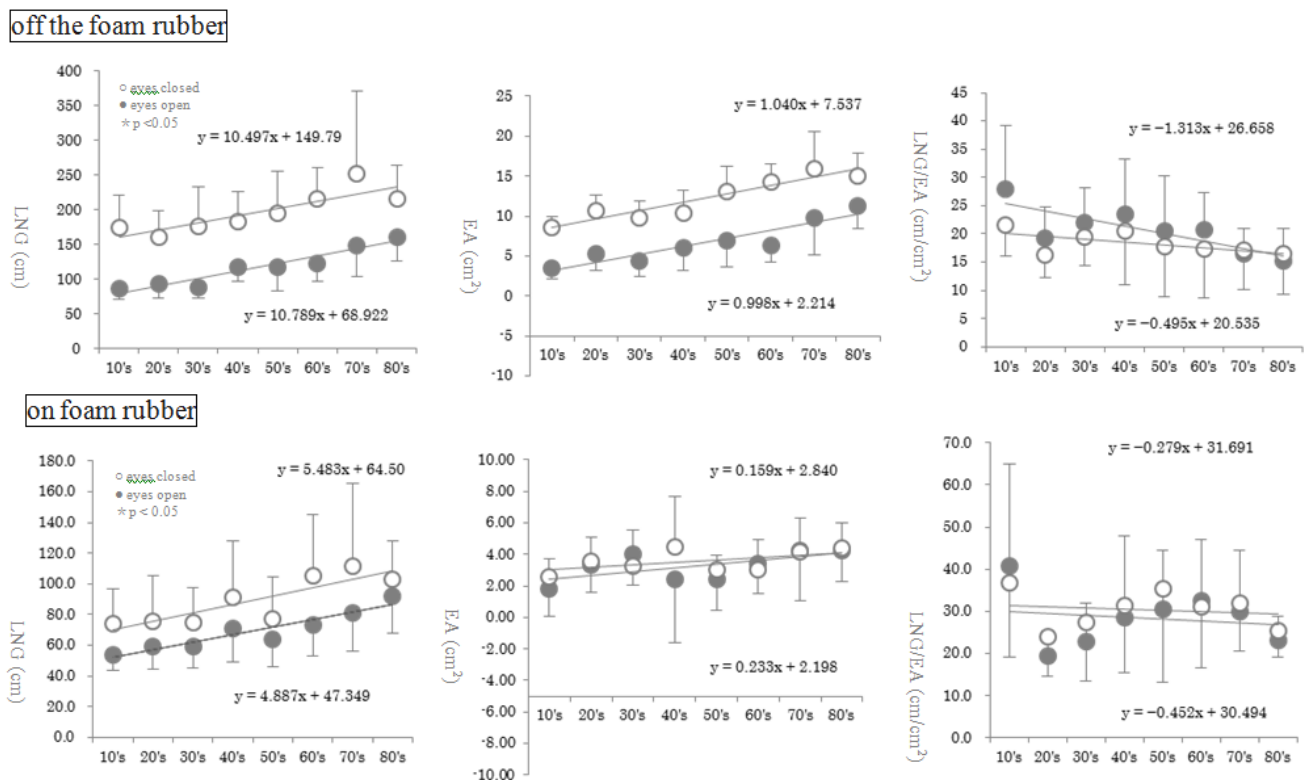 off the foam rubber
LNG (cm)
400
350
300
250
200
150
100
50
0
○ eyes closed
● eyes open
* p <0.05
y = 10.497x + 149.79
y = 10.789x + 68.922
10's 20's 30's 40's 50's 60's 70's 80's
EA (cm²)
25
20
15
10
5
0
-5
-10
y = 1.040x + 7.537
y = 0.998x + 2.214
10's 20's 30's 40's 50's 60's 70's 80's
LNG/EA (cm/cm²)
45
40
35
30
25
20
15
10
5
0
y = −1.313x + 26.658
y = −0.495x + 20.535
10's 20's 30's 40's 50's 60's 70's 80's
on foam rubber
LNG (cm)
180.0
160.0
140.0
120.0
100.0
80.0
60.0
40.0
20.0
0.0
○ eyes closed
● eyes open
* p < 0.05
y = 5.483x + 64.50
y = 4.887x + 47.349
10's 20's 30's 40's 50's 60's 70's 80's
EA (cm²)
10.00
8.00
6.00
4.00
2.00
0.00
-2.00
-4.00
-6.00
-8.00
-10.00
y = 0.159x + 2.840
y = 0.233x + 2.198
10's 20's 30's 40's 50's 60's 70's 80's
LNG/EA (cm/cm²)
70.0
60.0
50.0
40.0
30.0
20.0
10.0
0.0
y = −0.279x + 31.691
y = −0.452x + 30.494
10's 20's 30's 40's 50's 60's 70's 80's